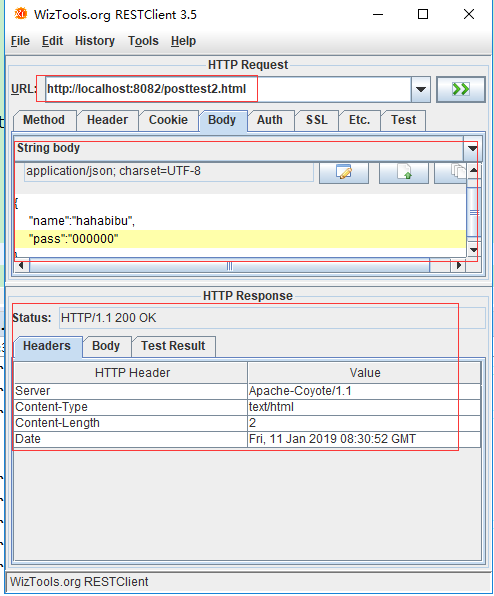 WizTools.org RESTClient 3.5
File Edit History Tools Help
HTTP Request
URL: http://localhost:8082/posttest2.html
Method Header Cookie Body Auth SSL Etc. Test
String body
application/json; charset=UTF-8
{
"name":"hahabibu",
"pass":"000000"
}
HTTP Response
Status: HTTP/1.1 200 OK
Headers Body Test Result
HTTP Header Value
Server Apache-Coyote/1.1
Content-Type text/html
Content-Length 2
Date Fri, 11 Jan 2019 08:30:52 GMT
WizTools.org RESTClient